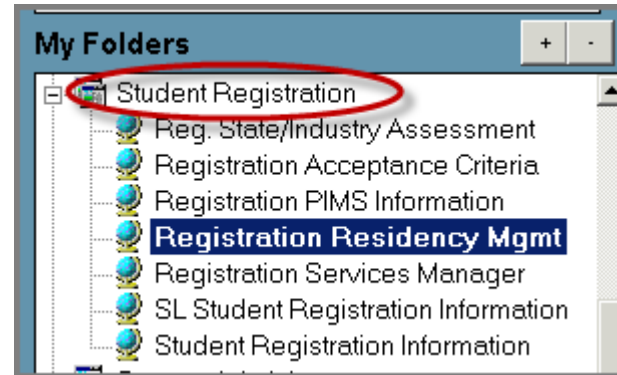 My Folders
+ -
Student Registration
Reg. State/Industry Assessment
Registration Acceptance Criteria
Registration PIMS Information
Registration Residency Mgmt
Registration Services Manager
SL Student Registration Information
Student Registration Information